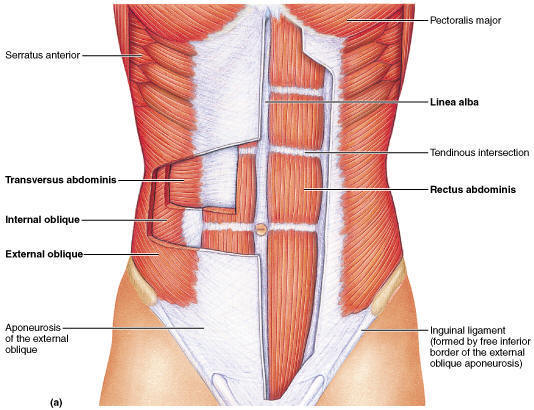 Pectoralis major
Serratus anterior
Linea alba
Tendinous intersection
Transversus abdominis
Rectus abdominis
Internal oblique
External oblique
Aponeurosis
of the external
oblique
Inguinal ligament
(formed by free inferior
border of the external
oblique aponeurosis)
(a)